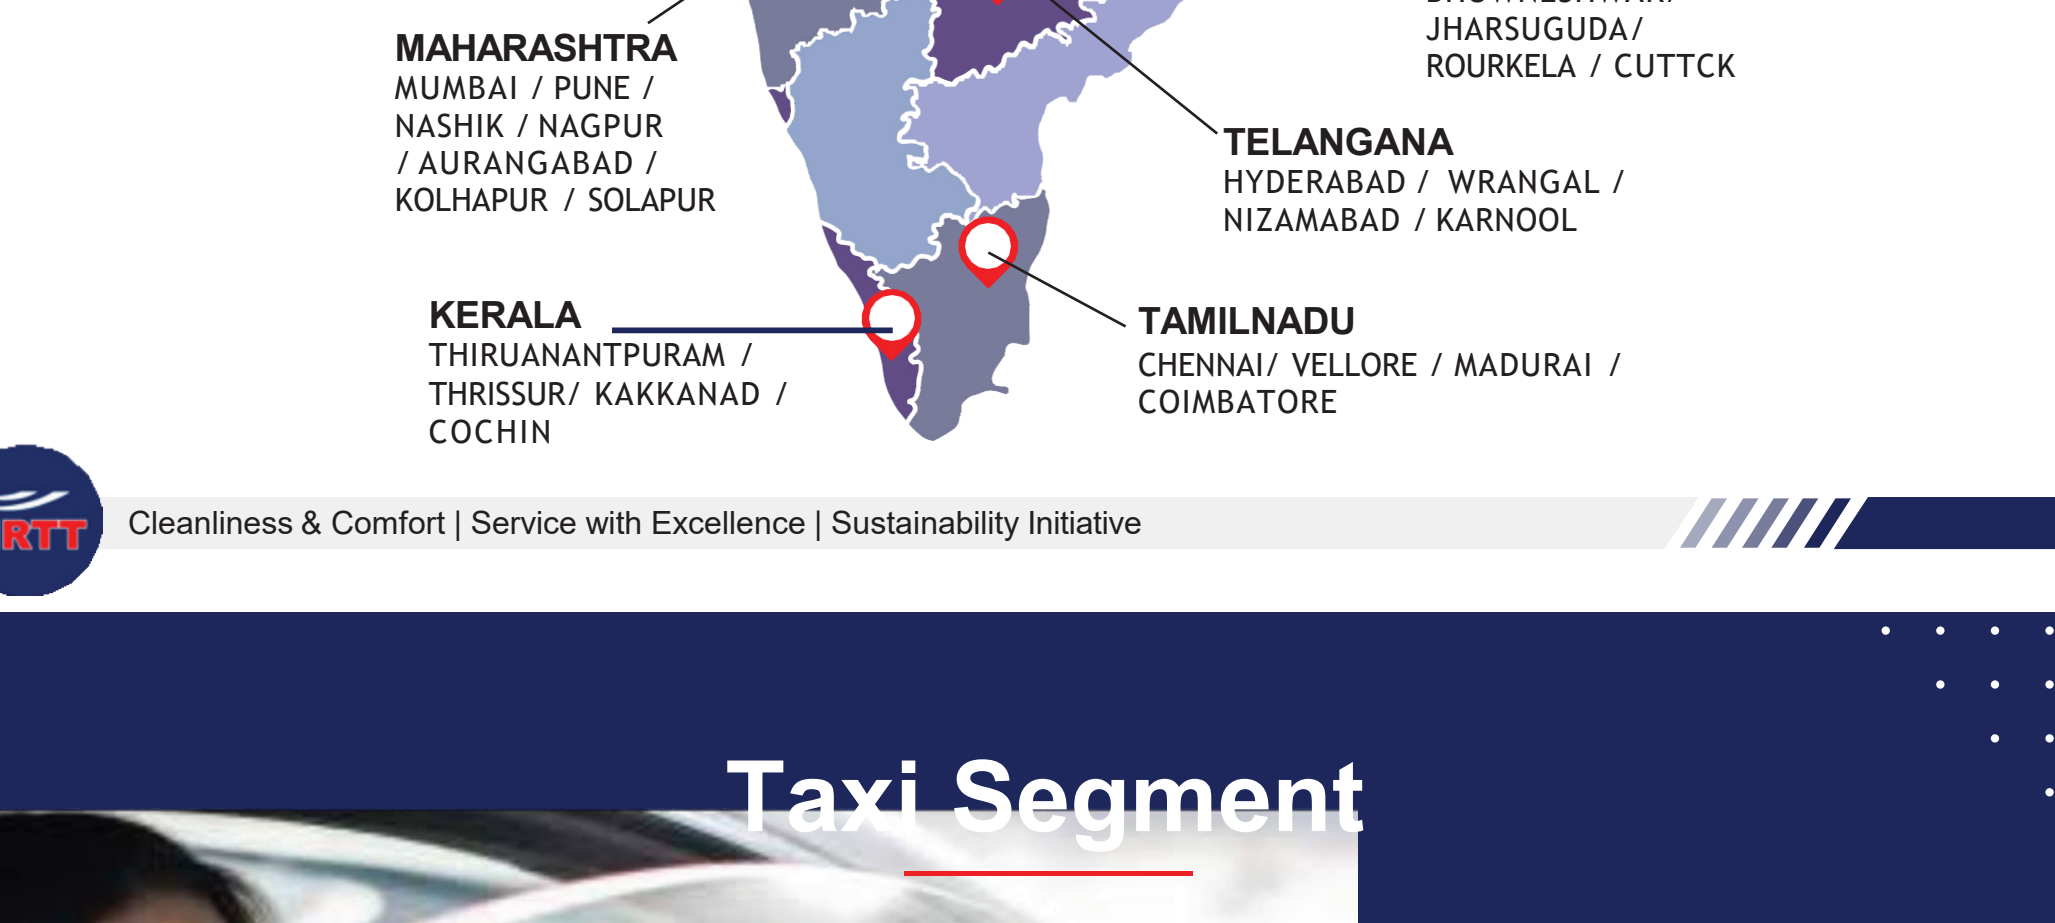 MAHARASHTRA
MUMBAI / PUNE /
NASHIK / NAGPUR
/ AURANGABAD /
KOLHAPUR / SOLAPUR
JHARSUGUDA/
ROURKELA / CUTTCK
TELANGANA
HYDERABAD / WRANGAL /
NIZAMABAD / KARNOOL
KERALA
THIRUANANTPURAM /
THRISSUR/ KAKKANAD /
COCHIN
TAMILNADU
CHENNAI/ VELLORE / MADURAI /
COIMBATORE
RTT
Cleanliness & Comfort | Service with Excellence | Sustainability Initiative
Taxi Segment